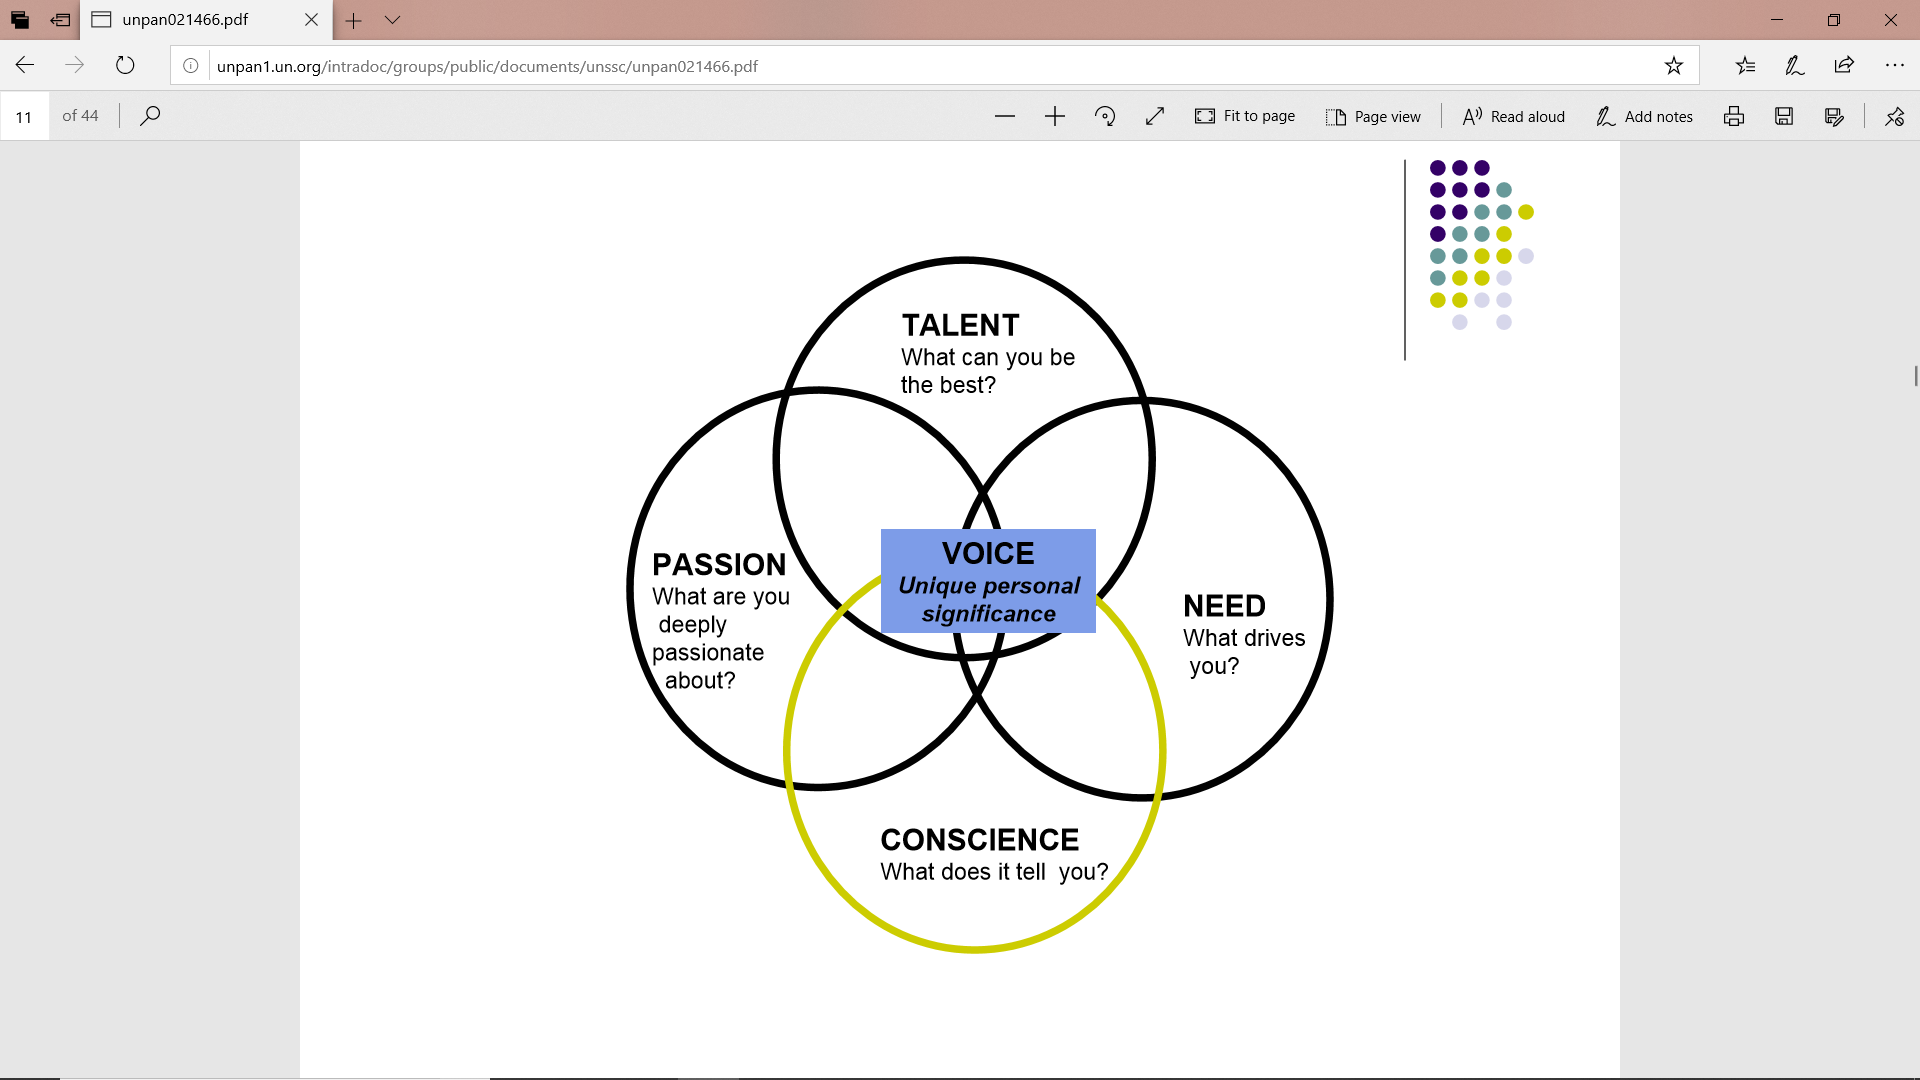 unpan021466.pdf
unpan1.un.org/intradoc/groups/public/documents/unssc/unpan021466.pdf
11 of 44
Fit to page
Page view
Read aloud
Add notes
TALENT
What can you be
the best?
PASSION
What are you
deeply
passionate
about?
VOICE
Unique personal
significance
NEED
What drives
you?
CONSCIENCE
What does it tell  you?